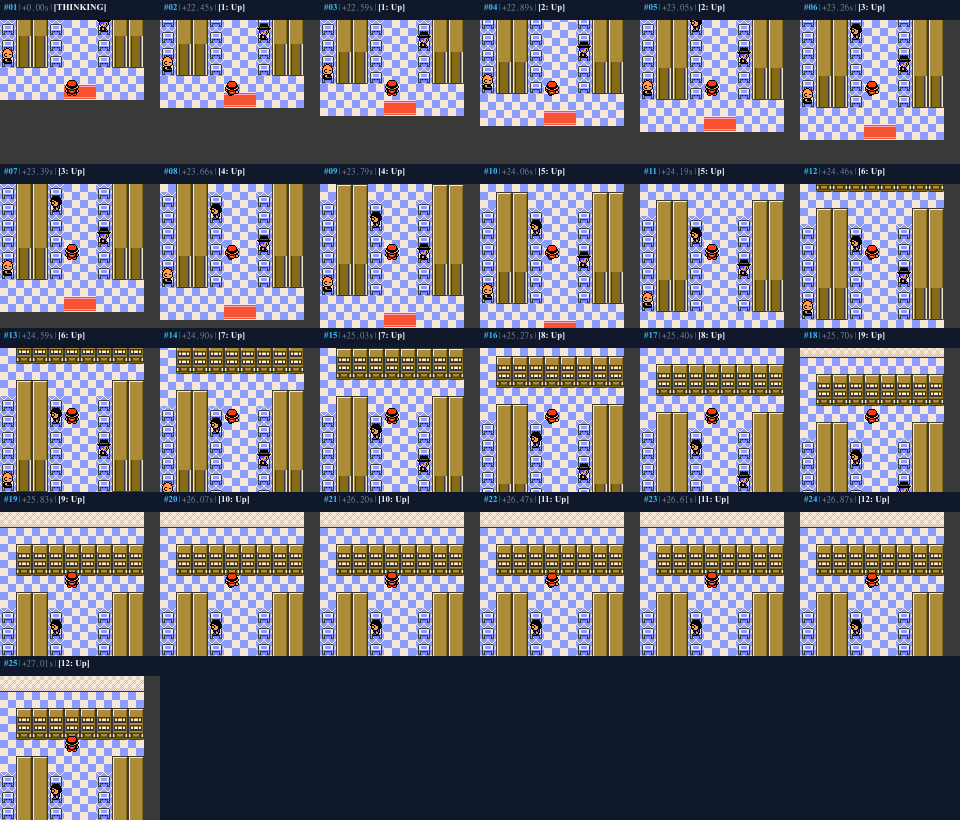 #01|+0.00s|[THINKING] #02|+22.45s|[1: Up] #03|+22.59s|[1: Up] #04|+22.89s|[2: Up] #05|+23.05s|[2: Up] #06|+23.26s|[3: Up]
#07|+23.39s|[3: Up] #08|+23.66s|[4: Up] #09|+23.79s|[4: Up] #10|+24.06s|[5: Up] #11|+24.19s|[5: Up] #12|+24.46s|[6: Up]
#13|+24.59s|[6: Up] #14|+24.90s|[7: Up] #15|+25.03s|[7: Up] #16|+25.27s|[8: Up] #17|+25.40s|[8: Up] #18|+25.70s|[9: Up]
#19|+25.83s|[9: Up] #20|+26.07s|[10: Up] #21|+26.20s|[10: Up] #22|+26.47s|[11: Up] #23|+26.61s|[11: Up] #24|+26.87s|[12: Up]
#25|+27.01s|[12: Up]